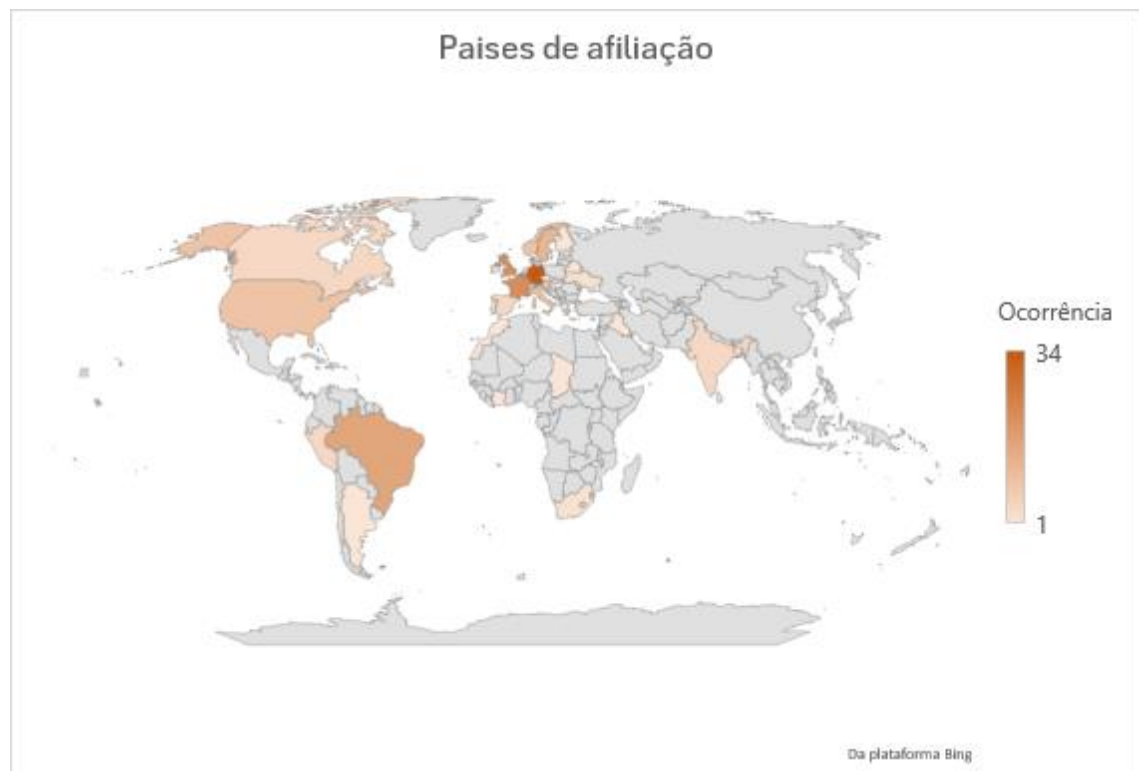 Paises de afiliação
Ocorrência
34
1
Da plataforma Bing